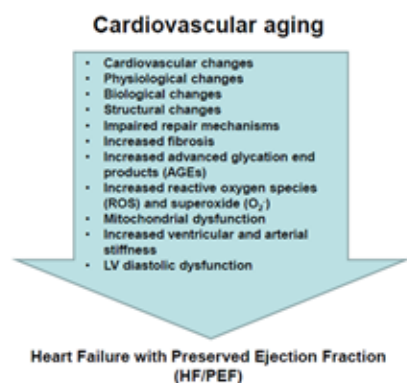 Cardiovascular aging
• Cardiovascular changes
• Physiological changes
• Biological changes
• Structural changes
• Impaired repair mechanisms
• Increased fibrosis
• Increased advanced glycation end
products (AGEs)
• Increased reactive oxygen species
(ROS) and superoxide (O₂⁻)
• Mitochondrial dysfunction
• Increased ventricular and arterial
stiffness
• LV diastolic dysfunction
Heart Failure with Preserved Ejection Fraction
(HF/PEF)